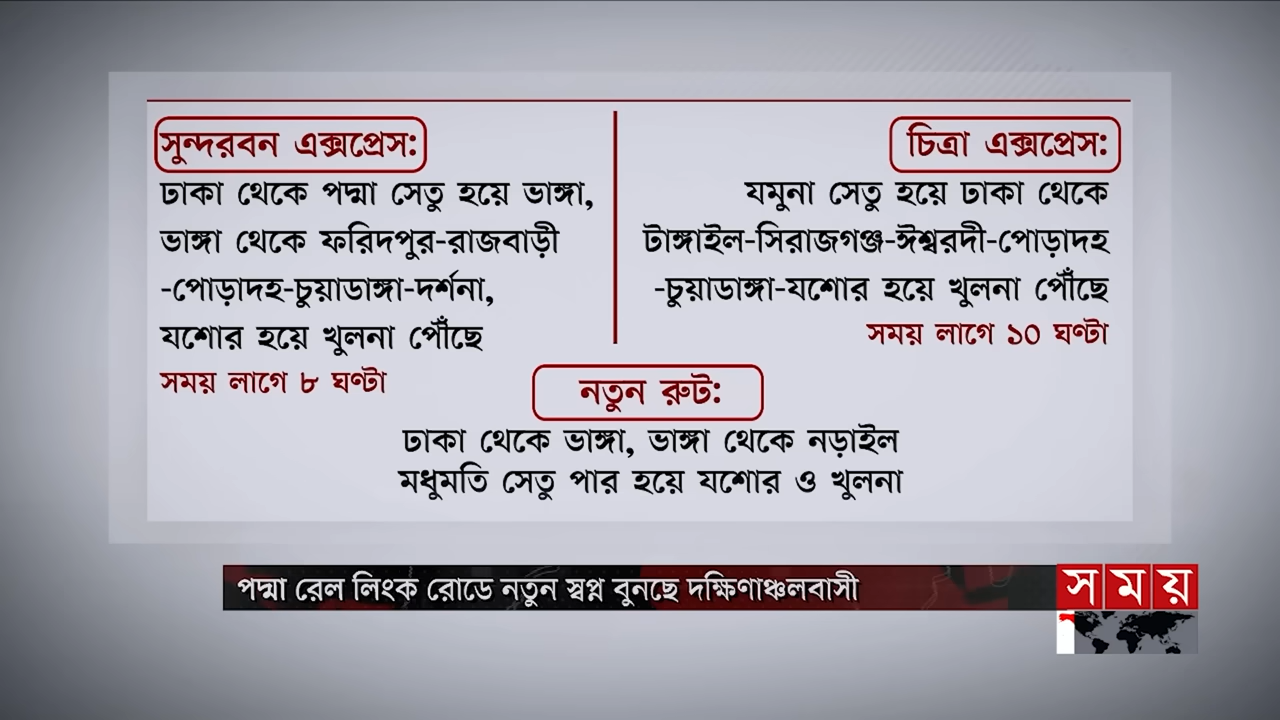 সুন্দরবন এক্সপ্রেস:
ঢাকা থেকে পদ্মা সেতু হয়ে ভাঙ্গা,
ভাঙ্গা থেকে ফরিদপুর-রাজবাড়ী
-পোড়াদহ-চুয়াডাঙ্গা-দর্শনা,
যশোর হয়ে খুলনা পৌঁছে
সময় লাগে ৮ ঘণ্টা
চিত্রা এক্সপ্রেস:
যমুনা সেতু হয়ে ঢাকা থেকে
টাঙ্গাইল-সিরাজগঞ্জ-ঈশ্বরদী-পোড়াদহ
-চুয়াডাঙ্গা-যশোর হয়ে খুলনা পৌঁছে
সময় লাগে ১০ ঘণ্টা
নতুন রুট:
ঢাকা থেকে ভাঙ্গা, ভাঙ্গা থেকে নড়াইল
মধুমতি সেতু পার হয়ে যশোর ও খুলনা
পদ্মা রেল লিংক রোডে নতুন স্বপ্ন বুনছে দক্ষিণাঞ্চলবাসী
সময়